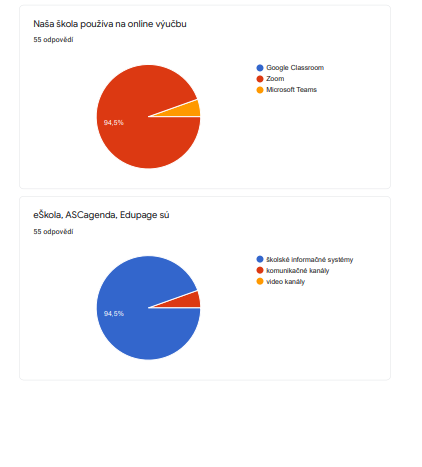 Naša škola používa na online výučbu
55 odpovědí
Google Classroom
Zoom
Microsoft Teams
94,5%
eŠkola, ASCagenda, Edupage sú
55 odpovědí
školské informačné systémy
komunikačné kanály
video kanály
94,5%